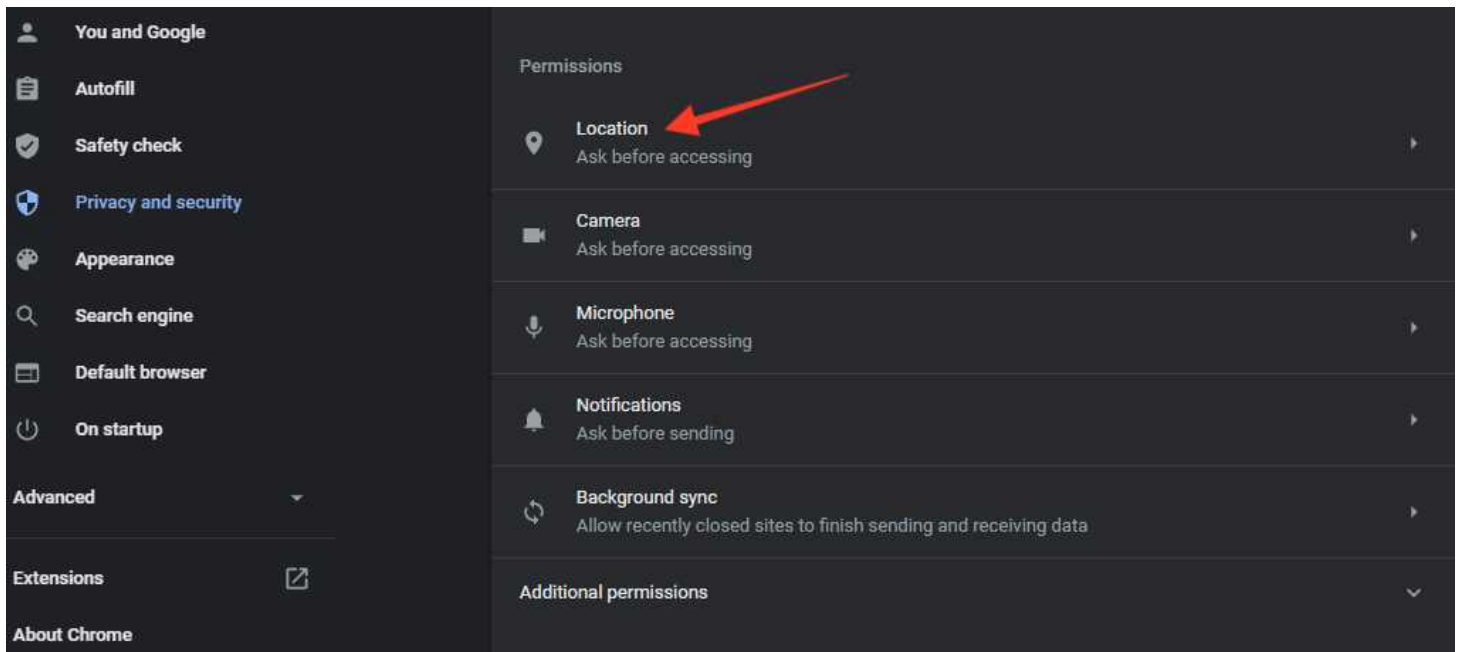 You and Google
Autofill
Safety check
Privacy and security
Appearance
Search engine
Default browser
On startup
Advanced
Extensions
About Chrome
Permissions
Location
Ask before accessing
Camera
Ask before accessing
Microphone
Ask before accessing
Notifications
Ask before sending
Background sync
Allow recently closed sites to finish sending and receiving data
Additional permissions